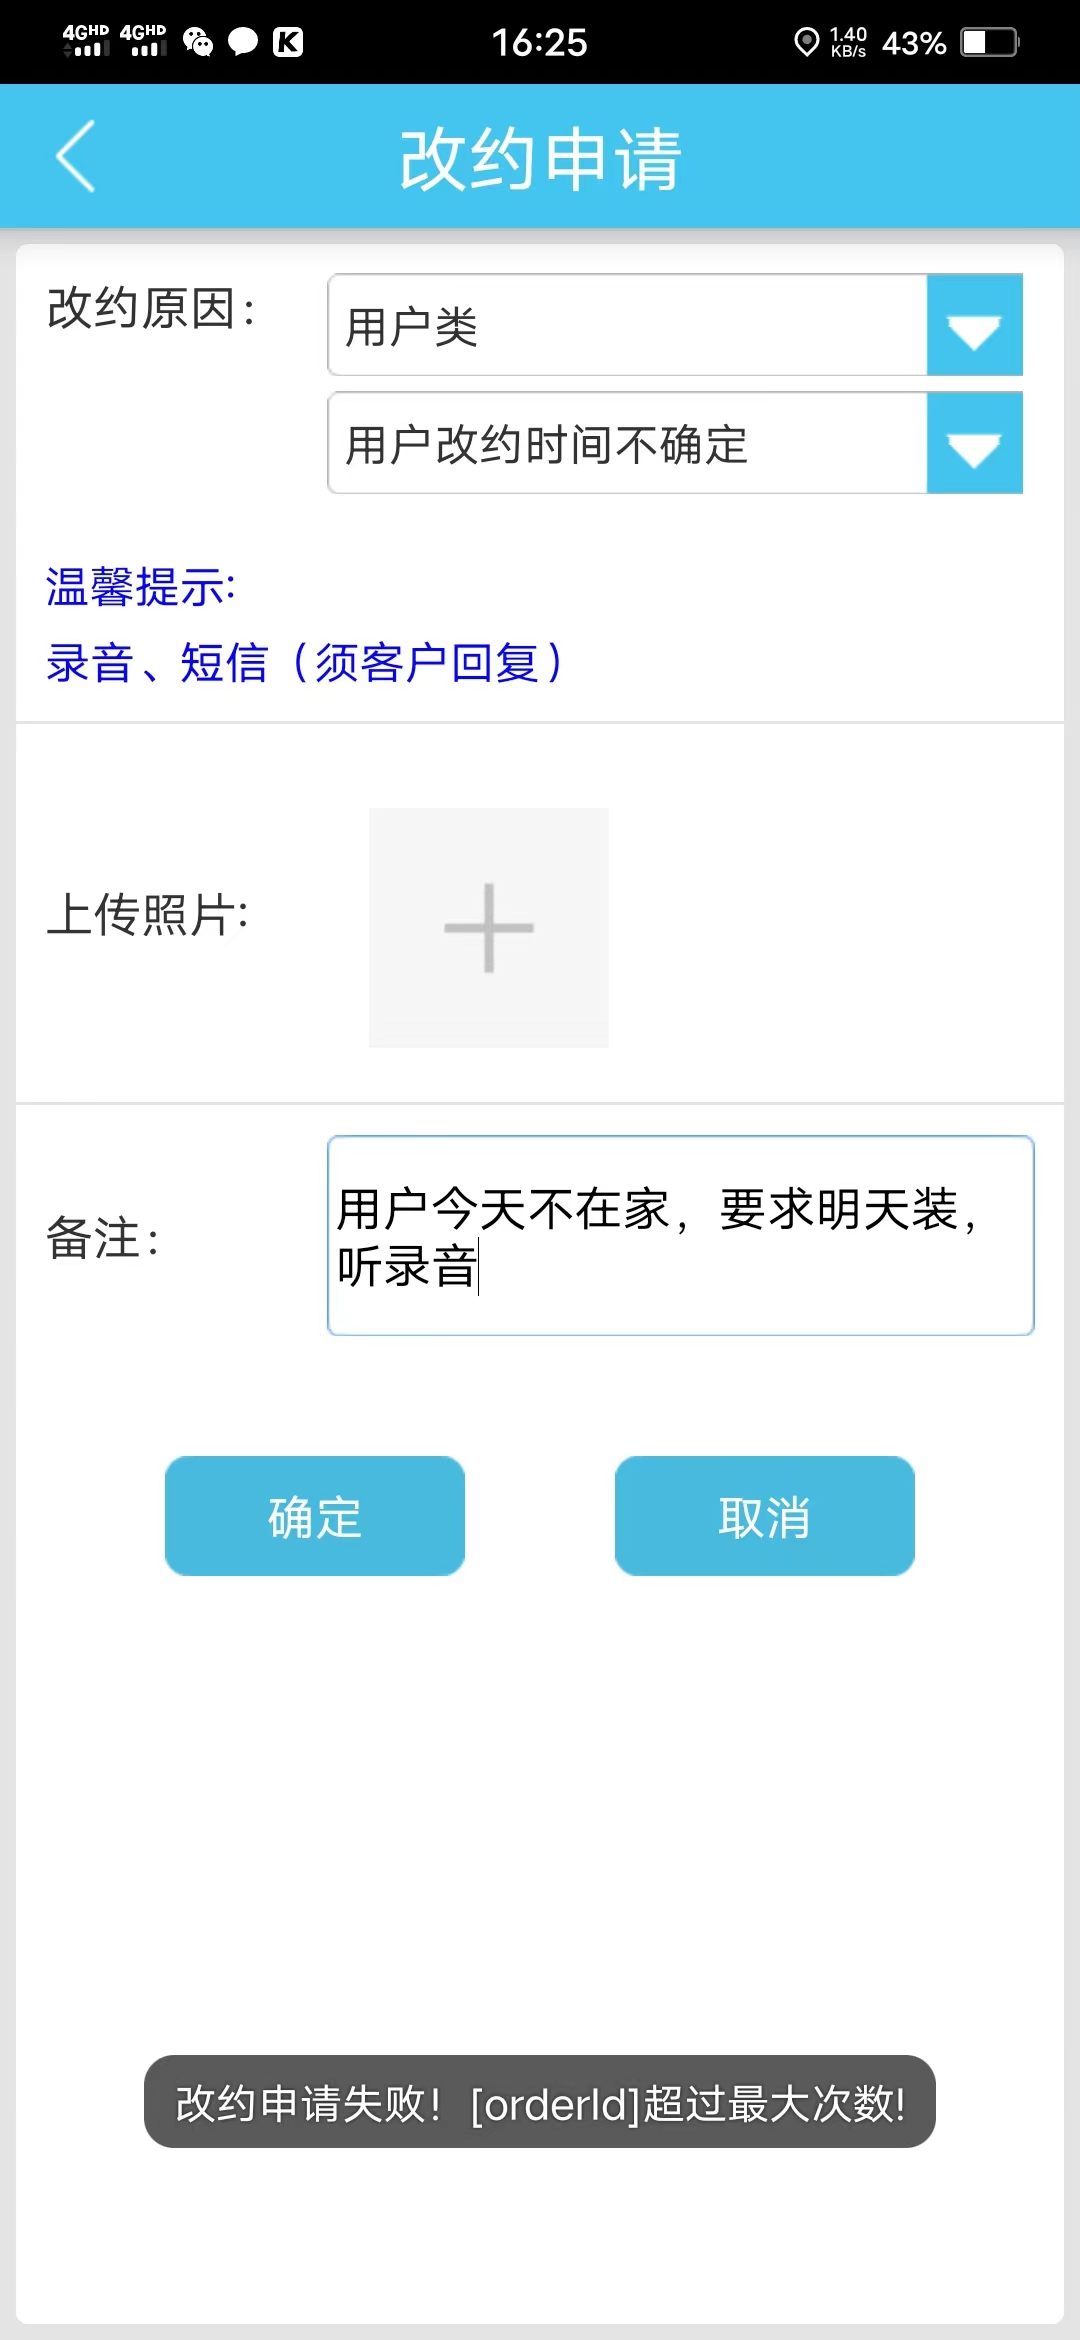 4GHD 4GHD K 16:25 1.40 KB/s 43%
改约申请
改约原因：
用户类
用户改约时间不确定
温馨提示:
录音、短信（须客户回复）
上传照片:
备注：
用户今天不在家，要求明天装，
听录音
确定 取消
改约申请失败！[orderId]超过最大次数!